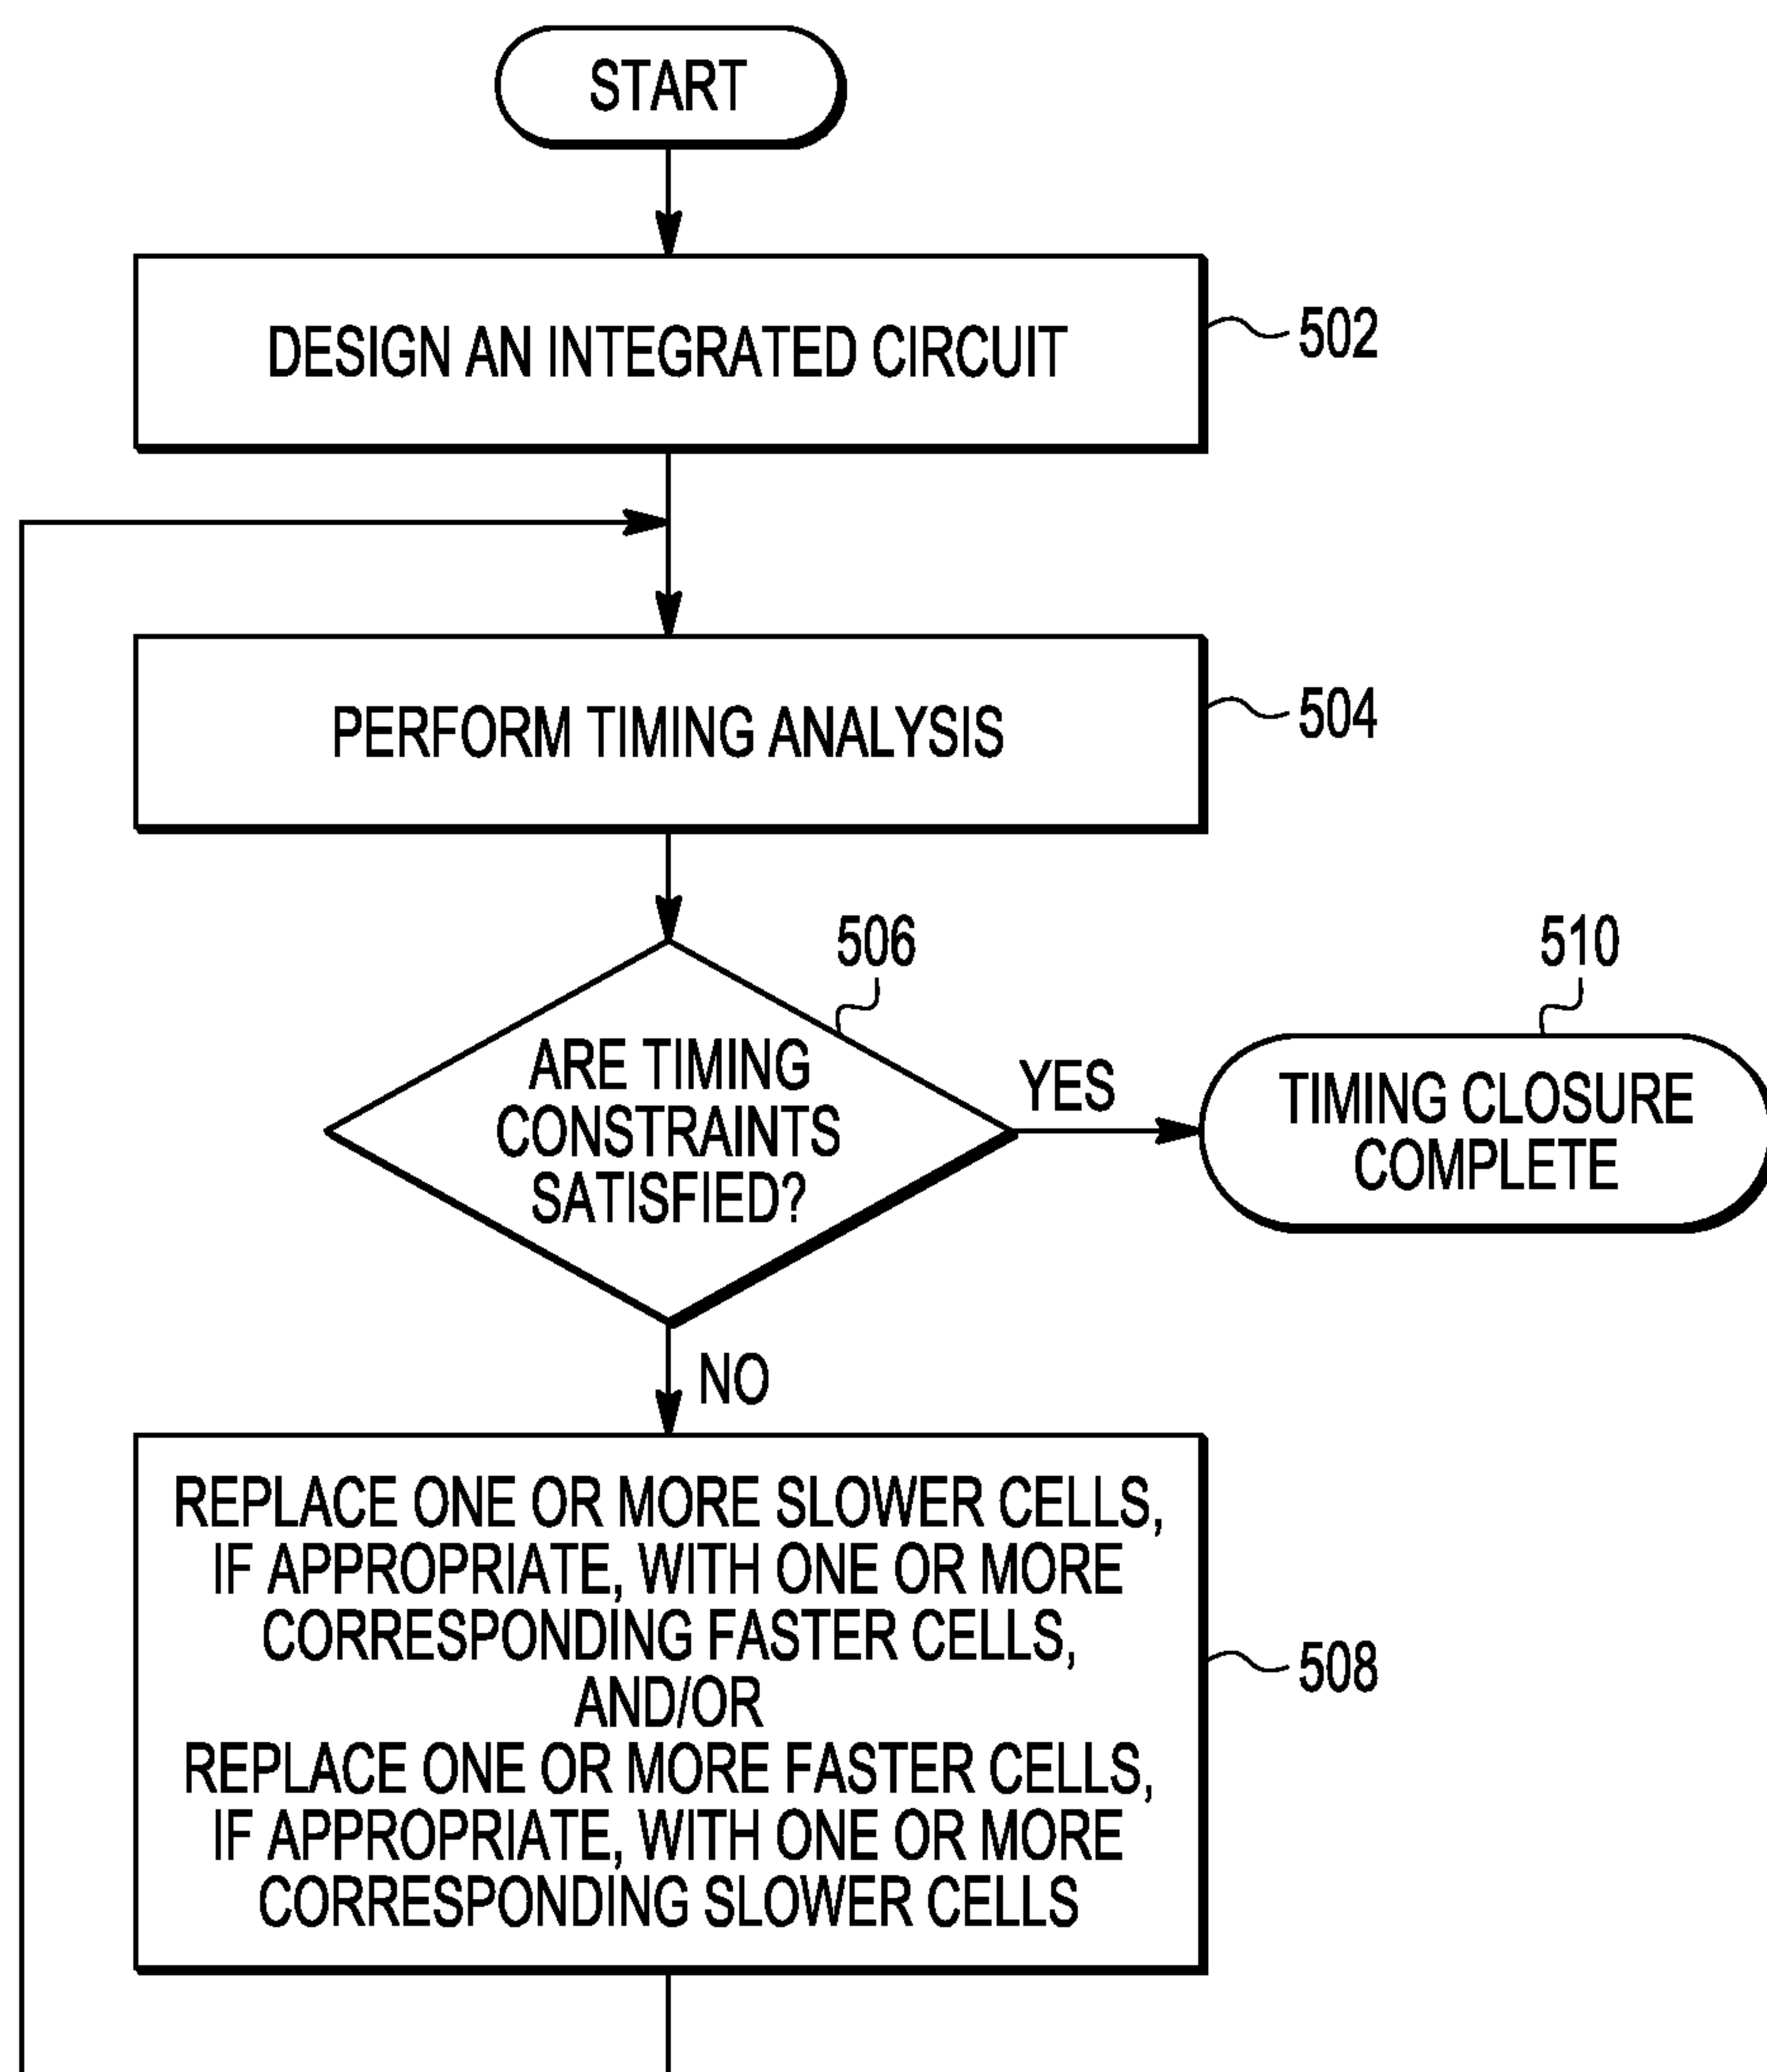 START
DESIGN AN INTEGRATED CIRCUIT
502
PERFORM TIMING ANALYSIS
504
506
510
ARE TIMING
CONSTRAINTS
SATISFIED?
YES
TIMING CLOSURE
COMPLETE
NO
REPLACE ONE OR MORE SLOWER CELLS,
IF APPROPRIATE, WITH ONE OR MORE
CORRESPONDING FASTER CELLS,
AND/OR
REPLACE ONE OR MORE FASTER CELLS,
IF APPROPRIATE, WITH ONE OR MORE
CORRESPONDING SLOWER CELLS
508